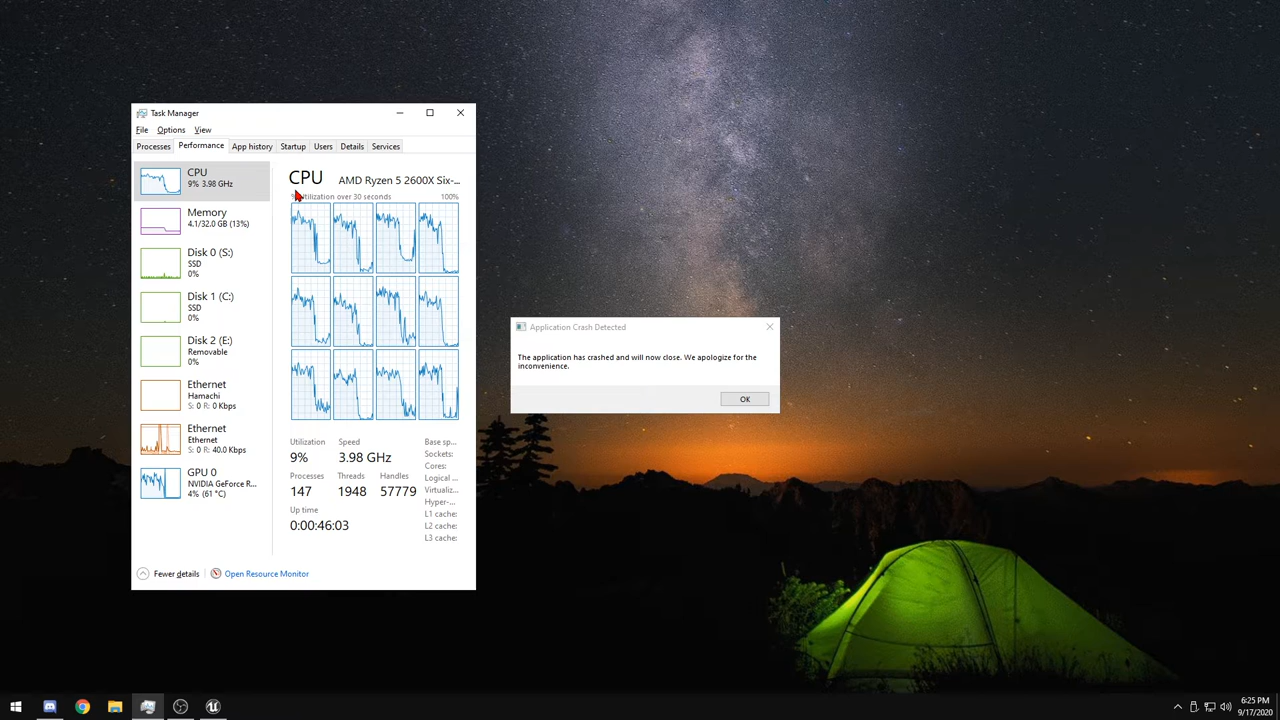 Task Manager
File Options View
Processes Performance App history Startup Users Details Services
CPU
9% 3.98 GHz
Memory
4.1/32.0 GB (13%)
Disk 0 (S:)
SSD
0%
Disk 1 (C:)
SSD
0%
Disk 2 (E:)
Removable
0%
Ethernet
Hamachi
S: 0 R: 0 Kbps
Ethernet
Ethernet
S: 0 R: 40.0 Kbps
GPU 0
NVIDIA GeForce R...
4% (61 °C)
CPU AMD Ryzen 5 2600X Six-...
over 30 seconds 100%
Utilization Speed
9% 3.98 GHz
Processes Threads Handles
147 1948 57779
Up time
0:00:46:03
Base sp...
Sockets:
Cores:
Logical ...
Virtualiz...
Hyper-...
L1 cache:
L2 cache:
L3 cache:
Fewer details Open Resource Monitor
Application Crash Detected
The application has crashed and will now close. We apologize for the
inconvenience.
OK
6:25 PM
9/17/2020